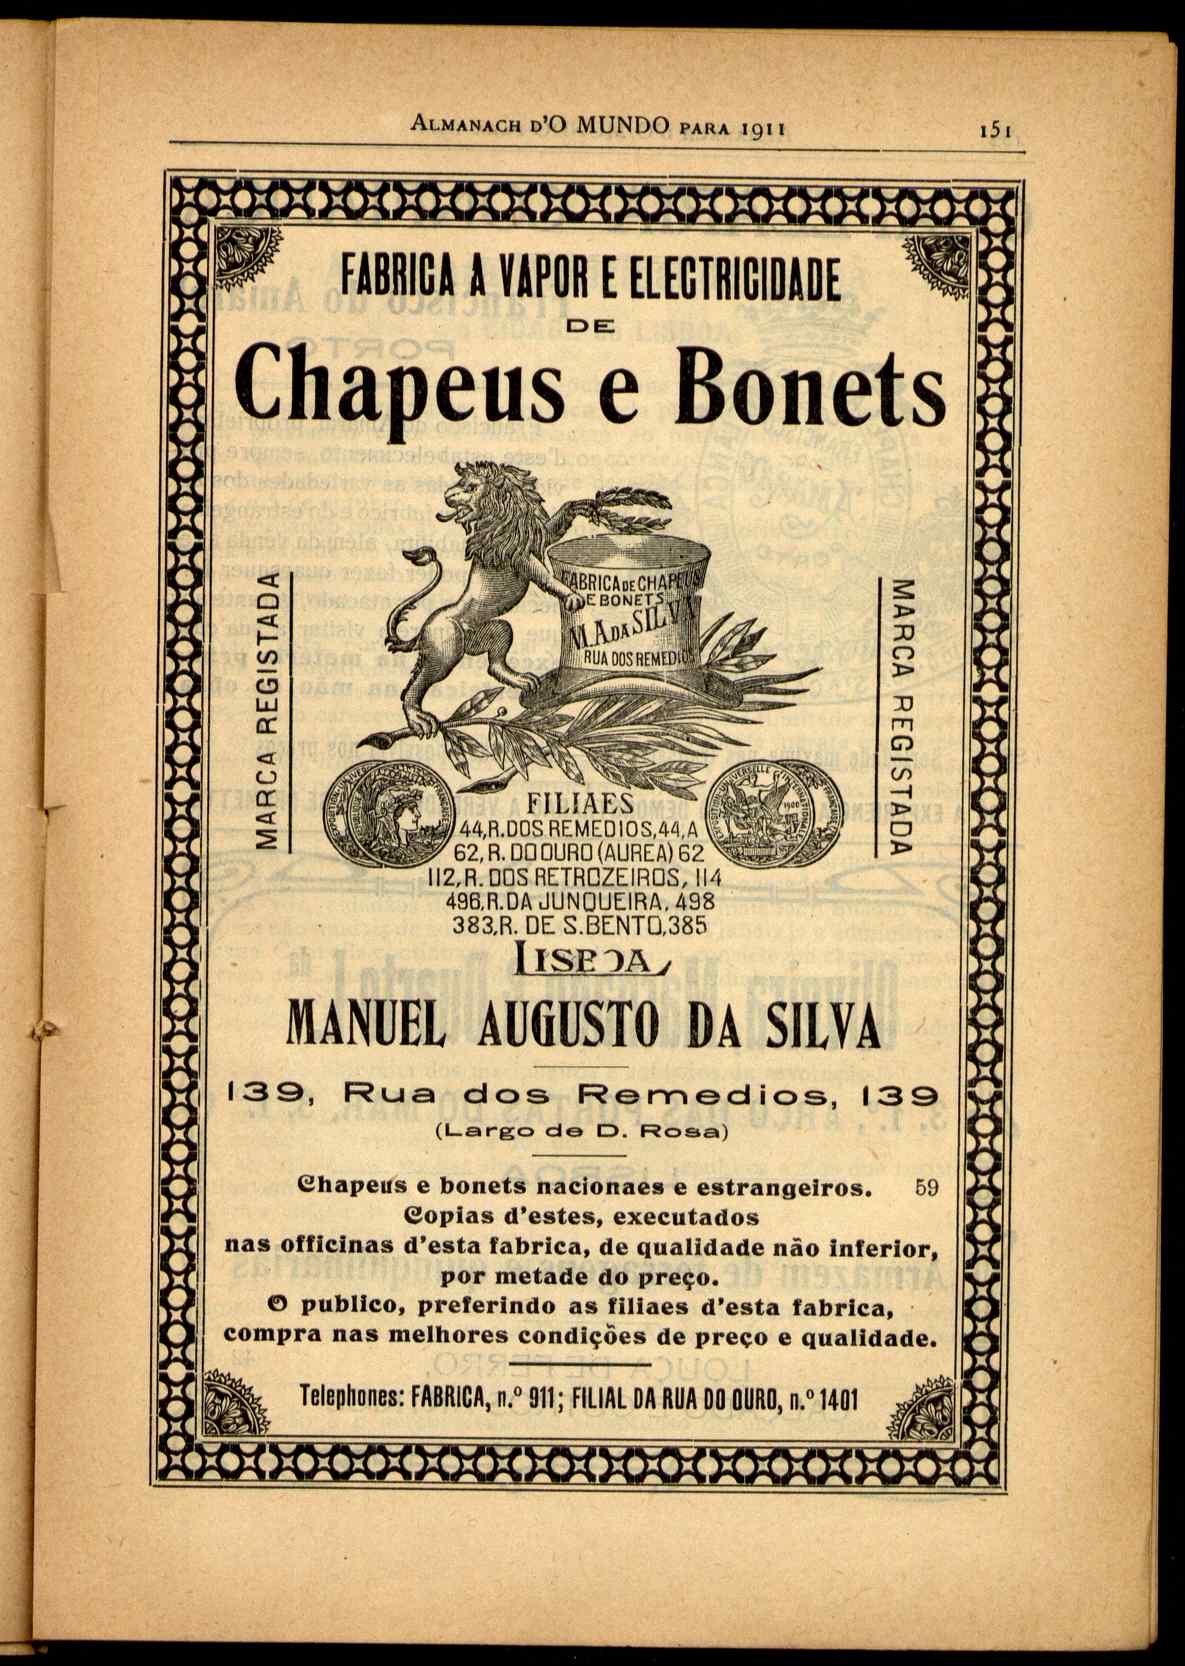 ALMANACH D'O MUNDO PARA 1911
151
FABRICA A VAPOR E ELECTRICIDADE
DE
Chapeus e Bonets
FABRICA DE CHAPEUS
E BONETS
M.A DA SILVA
RUA DOS REMEDIOS
MARCA REGISTADA
MARCA REGISTADA
FILIAES
44, R. DOS REMEDIOS, 44, A
62, R. DO OURO (AUREA) 62
112, R. DOS RETROZEIROS, 114
496, R. DA JUNQUEIRA, 498
383, R. DE S. BENTO, 385
LISBOA
MANUEL AUGUSTO DA SILVA
139, Rua dos Remedios, 139
(Largo de D. Rosa)
Chapeus e bonets nacionaes e estrangeiros. 59
Copias d'estes, executados
nas officinas d'esta fabrica, de qualidade não inferior,
por metade do preço.
O publico, preferindo as filiaes d'esta fabrica,
compra nas melhores condições de preço e qualidade.
Telephones: FABRICA, n.º 911; FILIAL DA RUA DO OURO, n.º 1401